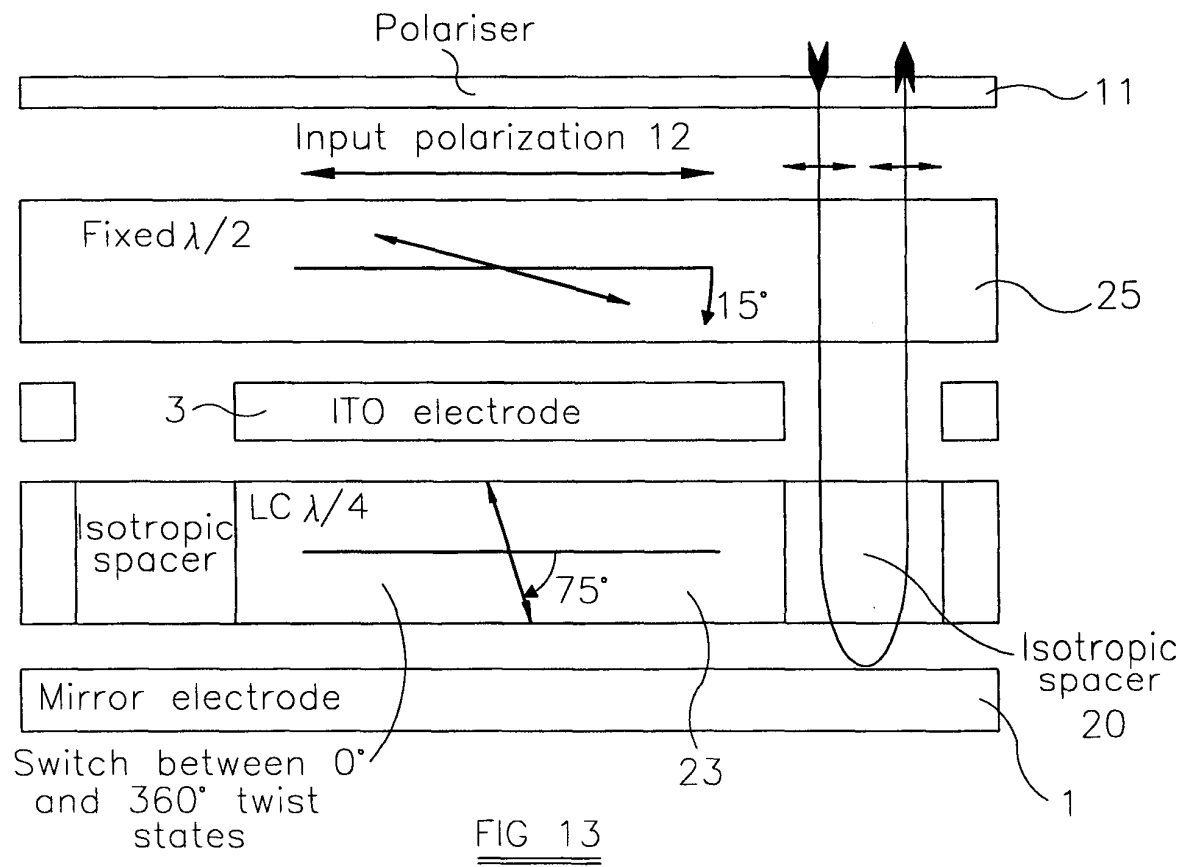 Polariser
11
Input polarization 12
Fixed λ/2
15°
25
3
ITO electrode
Isotropic
spacer
LC λ/4
75°
Isotropic
spacer
20
Mirror electrode
Switch between 0°
and 360° twist
states
23
1
FIG 13